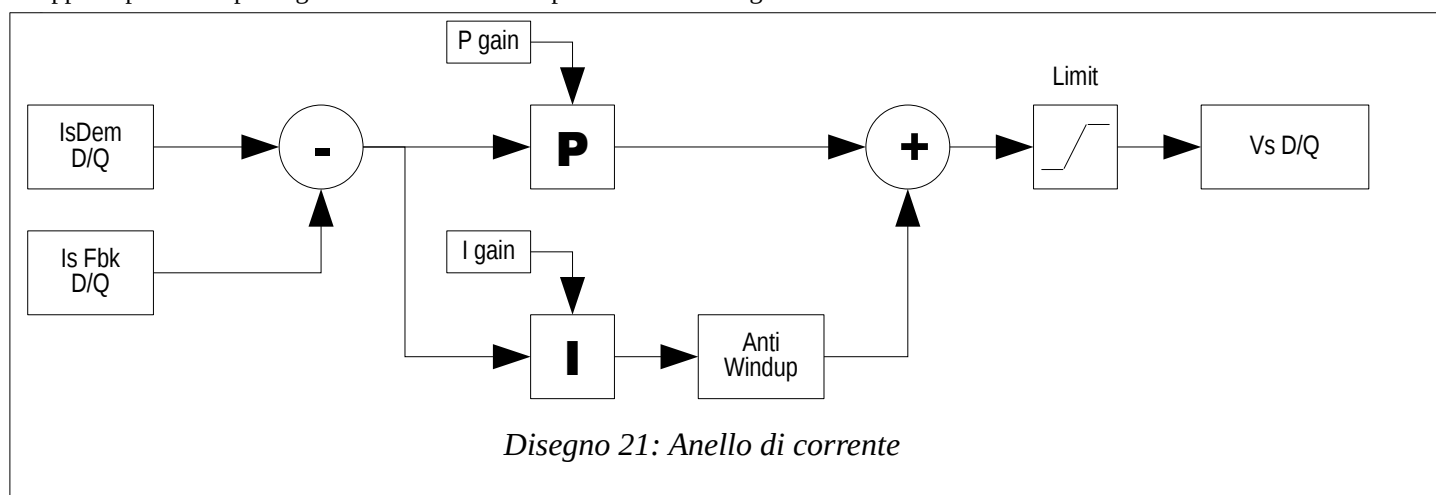 P gain
Limit
IsDem
D/Q
-
P
+
Vs D/Q
Is Fbk
D/Q
I gain
I
Anti
Windup
Disegno 21: Anello di corrente